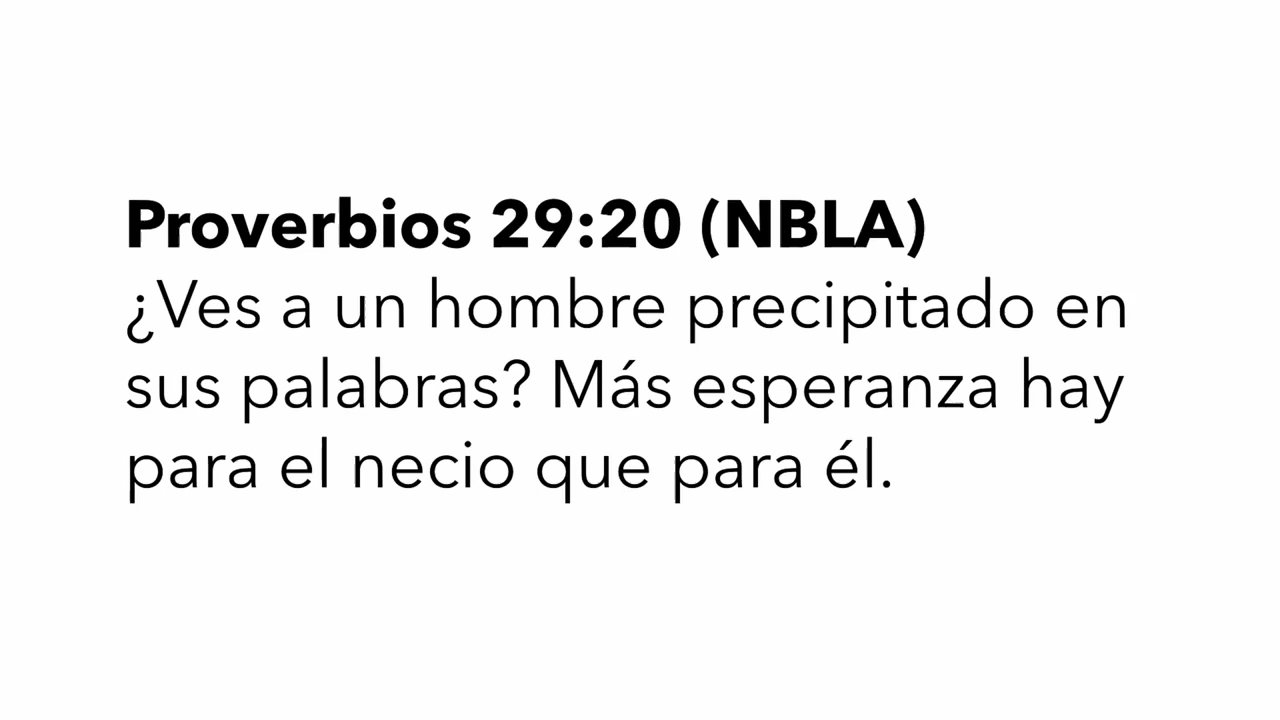 Proverbios 29:20 (NBLA)
¿Ves a un hombre precipitado en
sus palabras? Más esperanza hay
para el necio que para él.